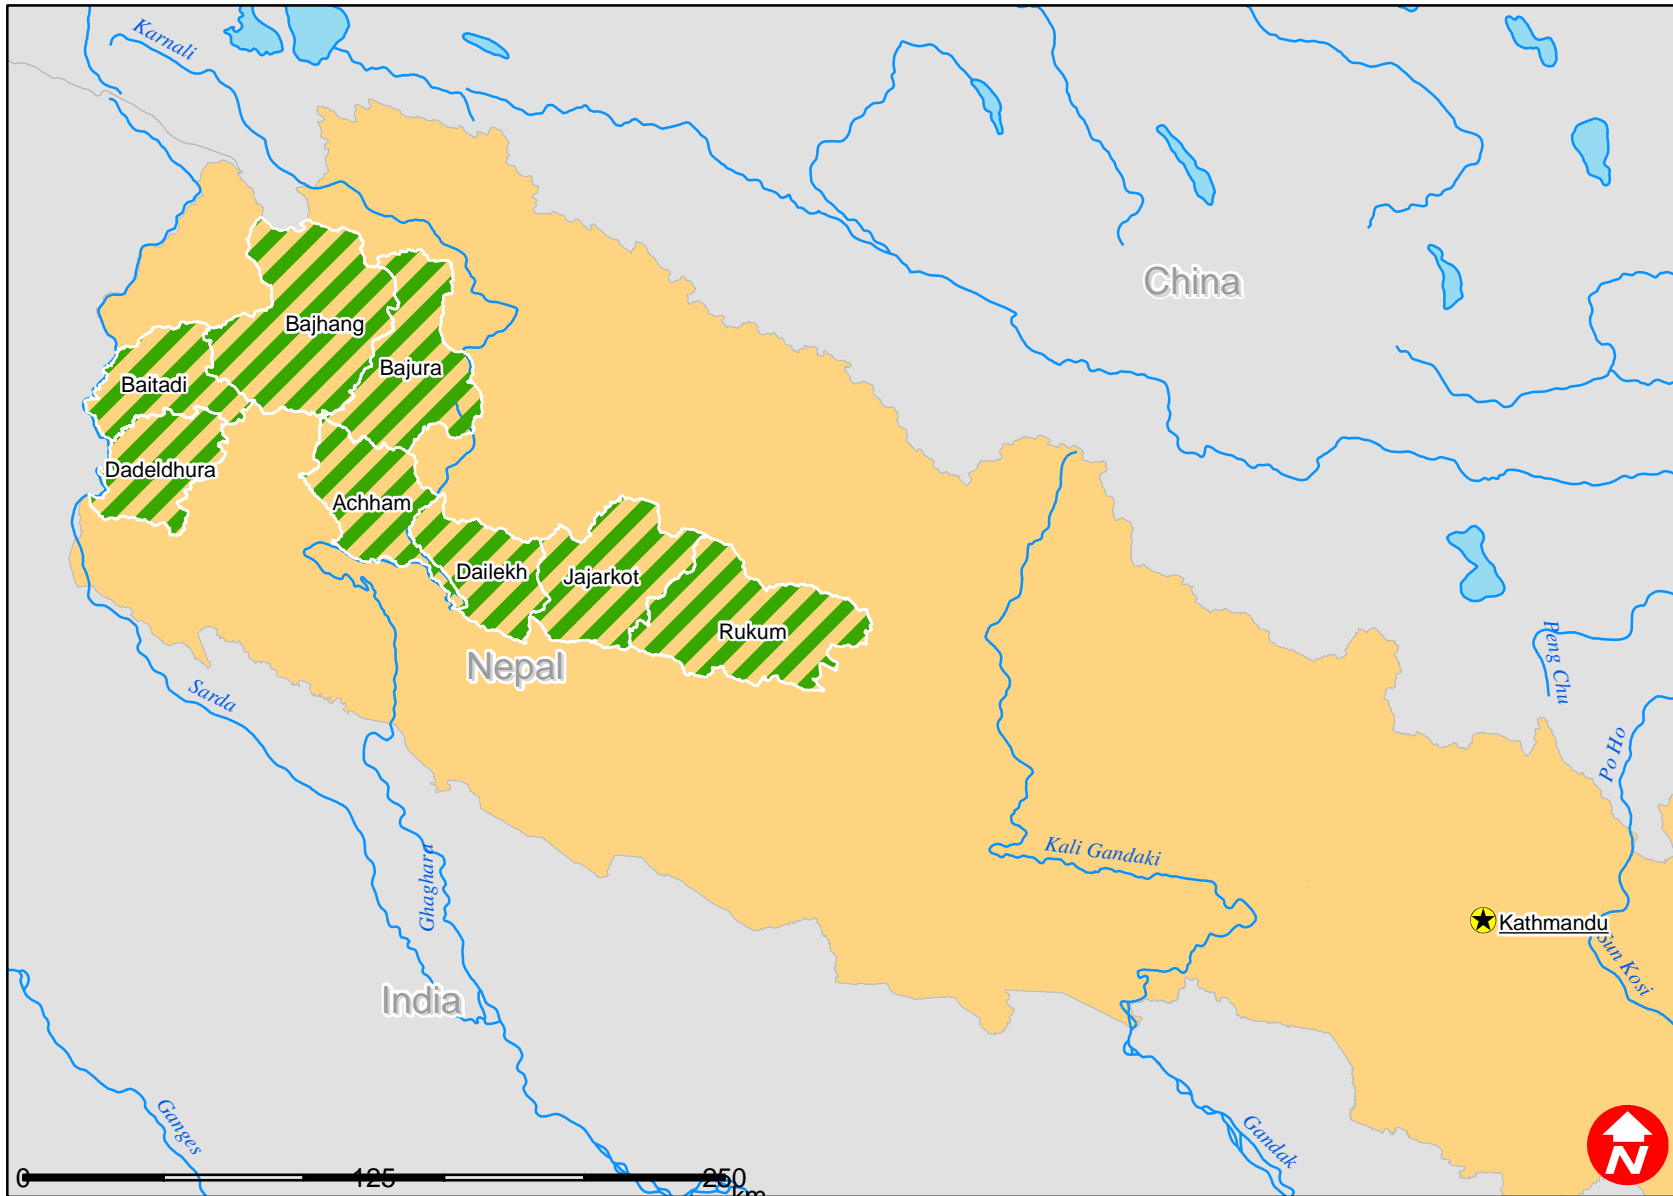 Karnali
China
Bajhang
Bajura
Baitadi
Dadeldhura
Achham
Dailekh
Jajarkot
Rukum
Nepal
Peng Chu
Sarda
Po Ho
Kali Gandaki
Ghaghara
Kathmandu
Sun Kosi
India
Ganges
Gandak
N
0 125 250
km